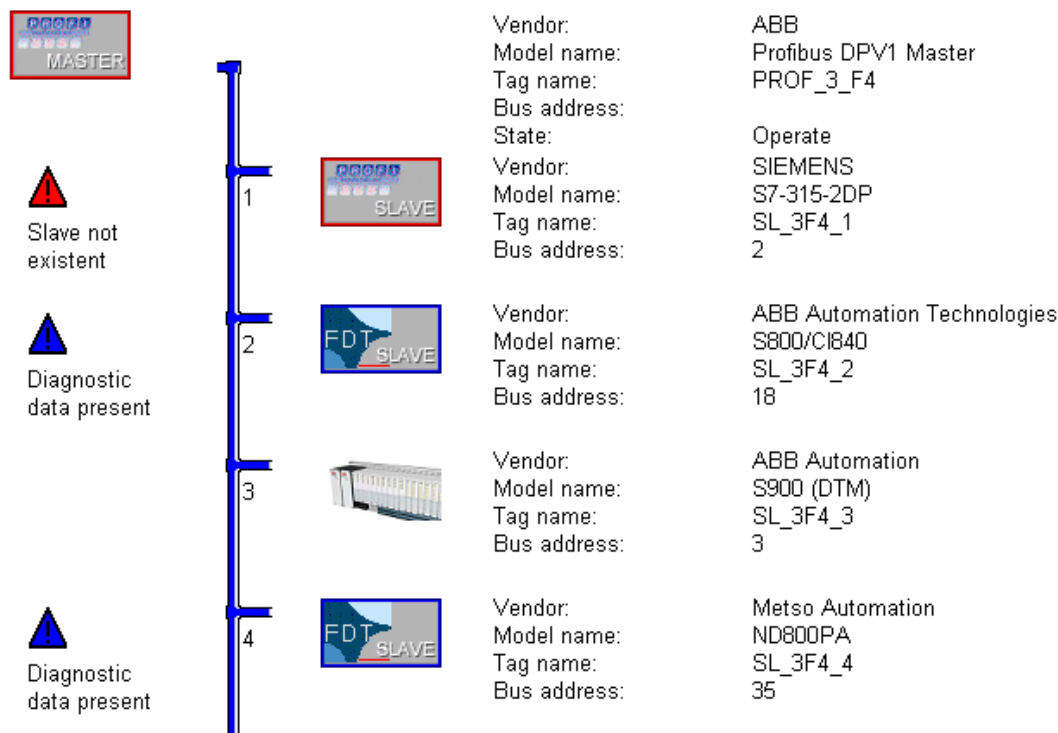 PROFI
MASTER
Vendor: ABB
Model name: Profibus DPV1 Master
Tag name: PROF_3_F4
Bus address:
State: Operate
Slave not
existent
1
PROFI
SLAVE
Vendor: SIEMENS
Model name: S7-315-2DP
Tag name: SL_3F4_1
Bus address: 2
Diagnostic
data present
2
FDT
SLAVE
Vendor: ABB Automation Technologies
Model name: S800/CI840
Tag name: SL_3F4_2
Bus address: 18
3
Vendor: ABB Automation
Model name: S900 (DTM)
Tag name: SL_3F4_3
Bus address: 3
Diagnostic
data present
4
FDT
SLAVE
Vendor: Metso Automation
Model name: ND800PA
Tag name: SL_3F4_4
Bus address: 35